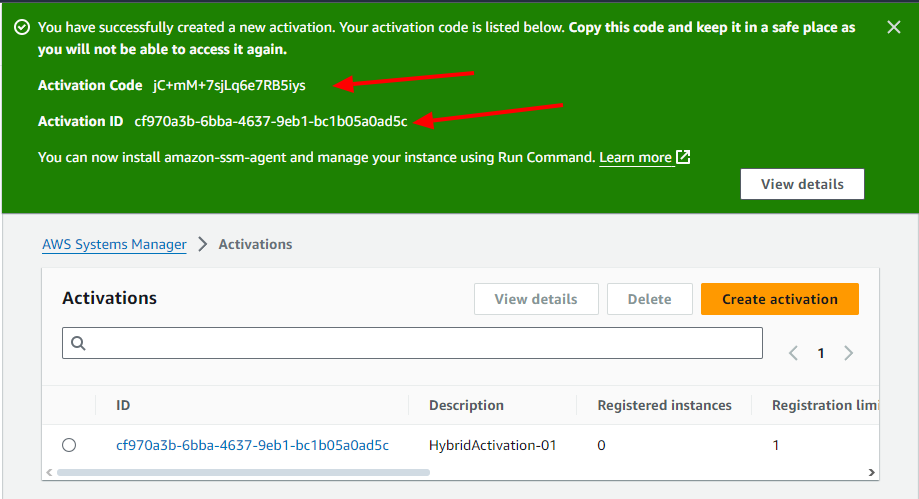 You have successfully created a new activation. Your activation code is listed below. Copy this code and keep it in a safe place as
you will not be able to access it again.
Activation Code jC+mM+7sjLq6e7RB5iys
Activation ID cf970a3b-6bba-4637-9eb1-bc1b05a0ad5c
You can now install amazon-ssm-agent and manage your instance using Run Command. Learn more
View details
AWS Systems Manager > Activations
Activations
View details Delete Create activation
1
ID Description Registered instances Registration limi
cf970a3b-6bba-4637-9eb1-bc1b05a0ad5c HybridActivation-01 0 1